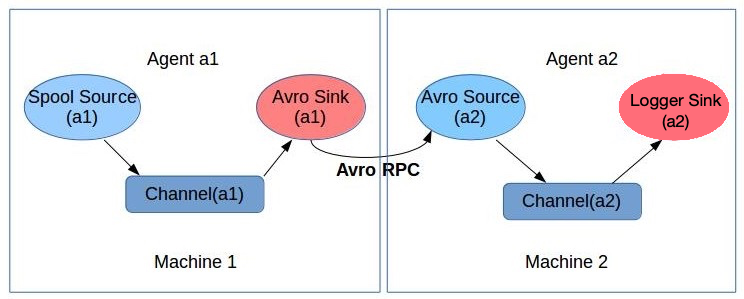 Agent a1
Spool Source
(a1)
Avro Sink
(a1)
Channel(a1)
Machine 1
Avro RPC
Agent a2
Avro Source
(a2)
Logger Sink
(a2)
Channel(a2)
Machine 2